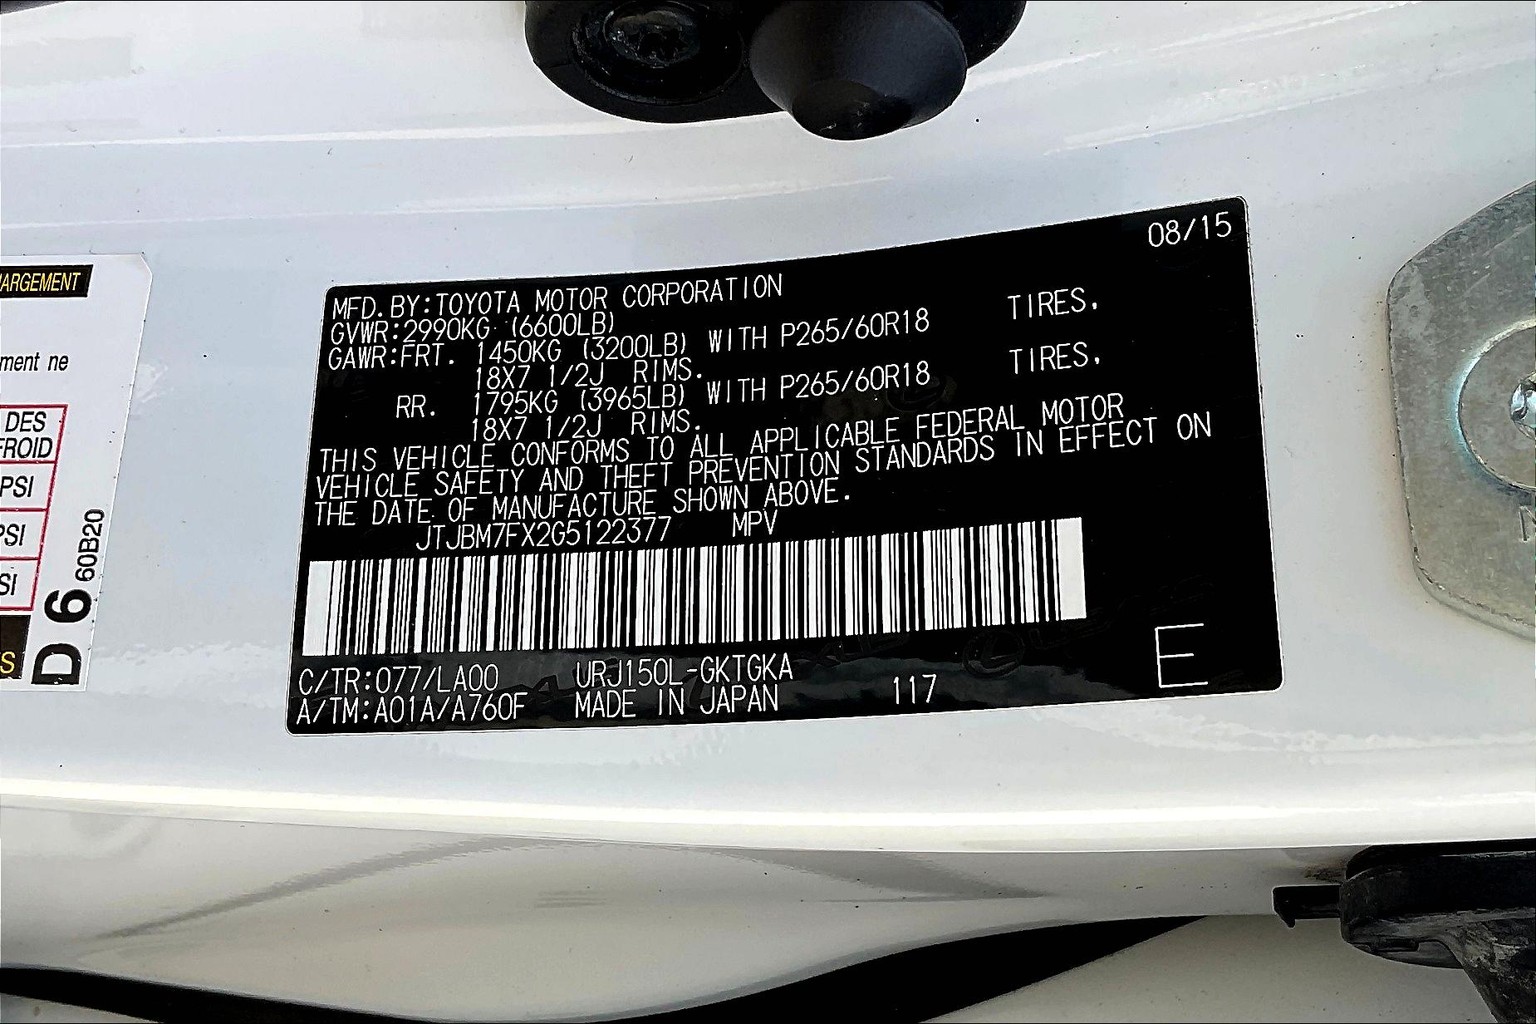 08/15
MFD. BY:TOYOTA MOTOR CORPORATION
GVWR:2990KG (6600LB)
GAWR:FRT. 1450KG (3200LB) WITH P265/60R18 TIRES,
18X7 1/2J RIMS.
RR. 1795KG (3965LB) WITH P265/60R18 TIRES,
18X7 1/2J RIMS.
THIS VEHICLE CONFORMS TO ALL APPLICABLE FEDERAL MOTOR
VEHICLE SAFETY AND THEFT PREVENTION STANDARDS IN EFFECT ON
THE DATE OF MANUFACTURE SHOWN ABOVE.
JTJBM7FX2G5122377 MPV
C/TR:077/LA00 URJ150L-GKTGKA
A/TM:A01A/A760F MADE IN JAPAN 117
E
ment ne
DES
FROID
PSI
PSI
SI
D 6 60B20